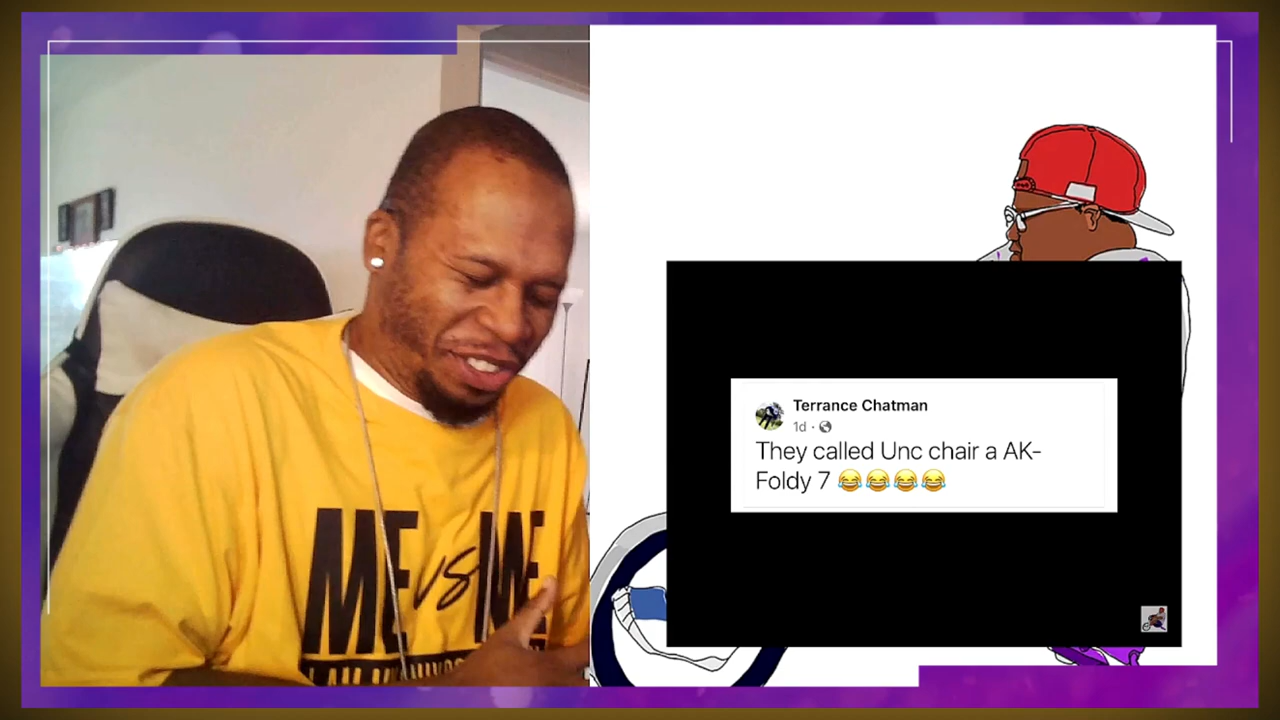 ME vs ME
Terrance Chatman
1d
They called Unc chair a AK-
Foldy 7 😂😂😂😂